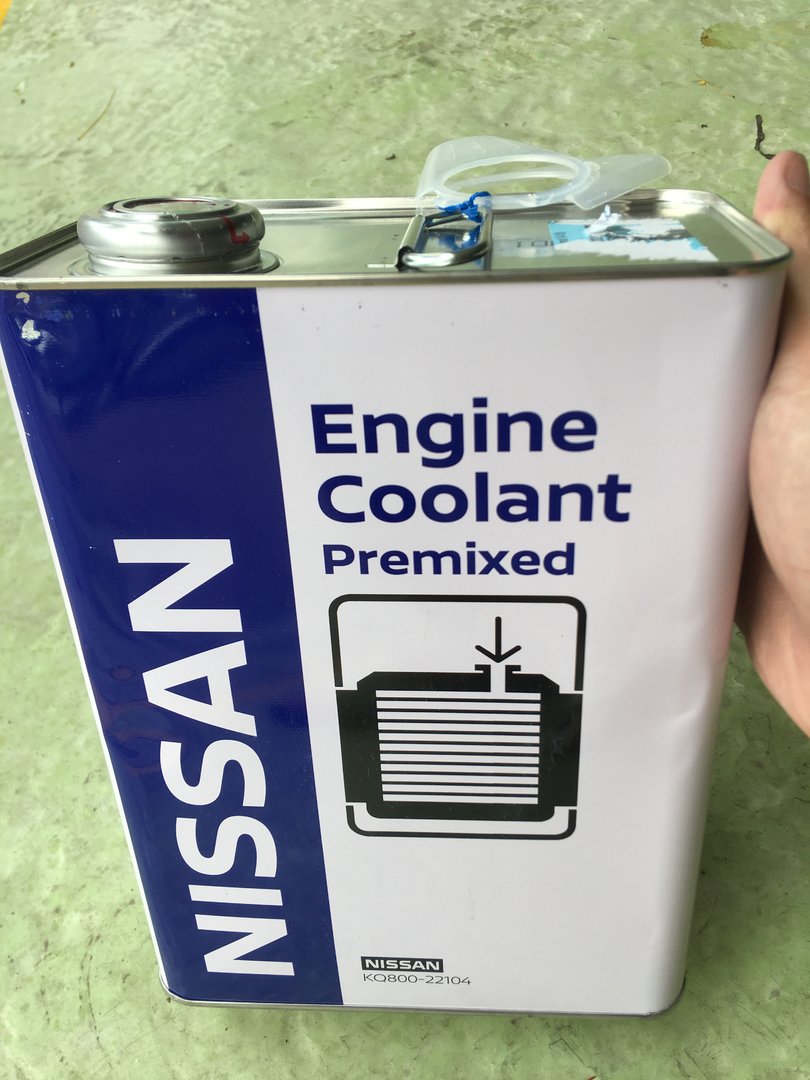 Engine
Coolant
Premixed
NISSAN
NISSAN
KQ800-22104